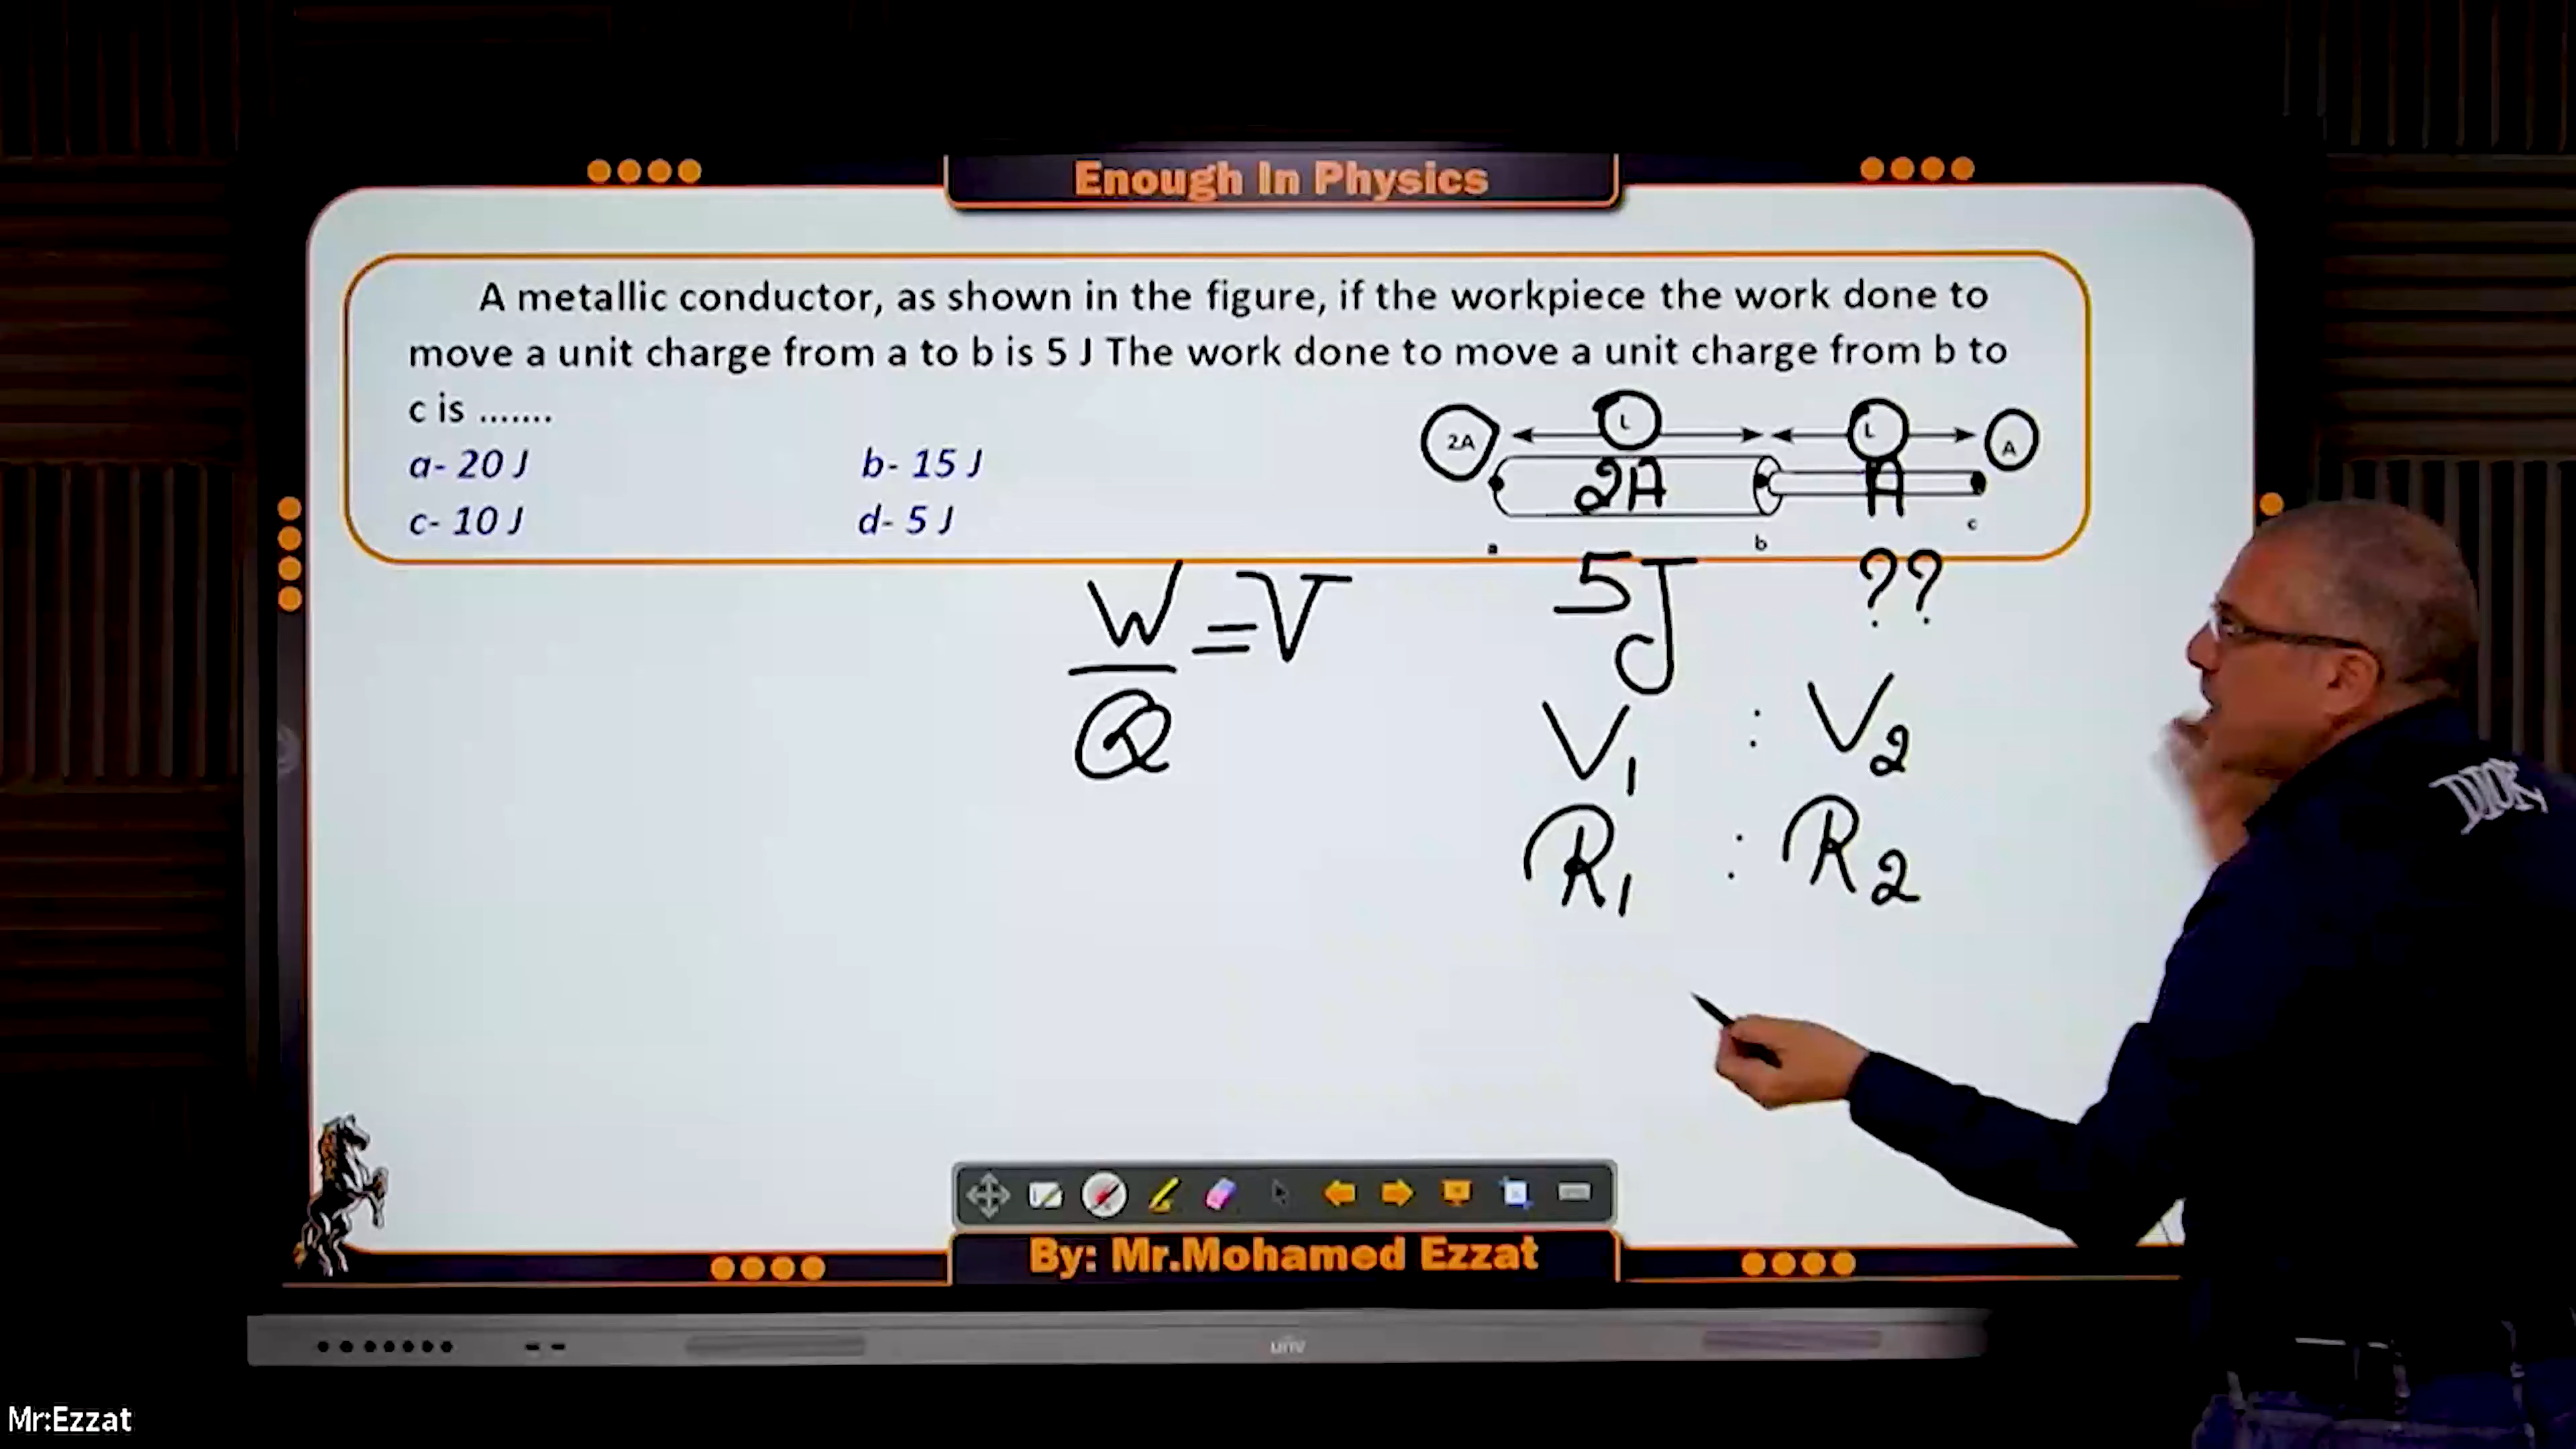 Enough In Physics
A metallic conductor, as shown in the figure, if the workpiece the work done to
move a unit charge from a to b is 5 J The work done to move a unit charge from b to
c is .......
a- 20 J
b- 15 J
c- 10 J
d- 5 J
2A L L A
2A A
a b c
W/Q = V
5J ??
V1 : V2
R1 : R2
DIOR
By: Mr.Mohamed Ezzat
unv
Mr:Ezzat